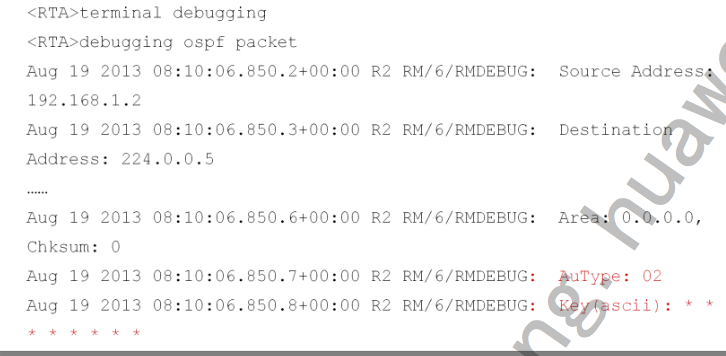 <RTA>terminal debugging
<RTA>debugging ospf packet
Aug 19 2013 08:10:06.850.2+00:00 R2 RM/6/RMDEBUG:  Source Address:
192.168.1.2
Aug 19 2013 08:10:06.850.3+00:00 R2 RM/6/RMDEBUG:  Destination
Address: 224.0.0.5
……
Aug 19 2013 08:10:06.850.6+00:00 R2 RM/6/RMDEBUG:  Area: 0.0.0.0,
Chksum: 0
Aug 19 2013 08:10:06.850.7+00:00 R2 RM/6/RMDEBUG:  AuType: 02
Aug 19 2013 08:10:06.850.8+00:00 R2 RM/6/RMDEBUG:  Key(ascii): * *
* * * * * *
ng. huawe